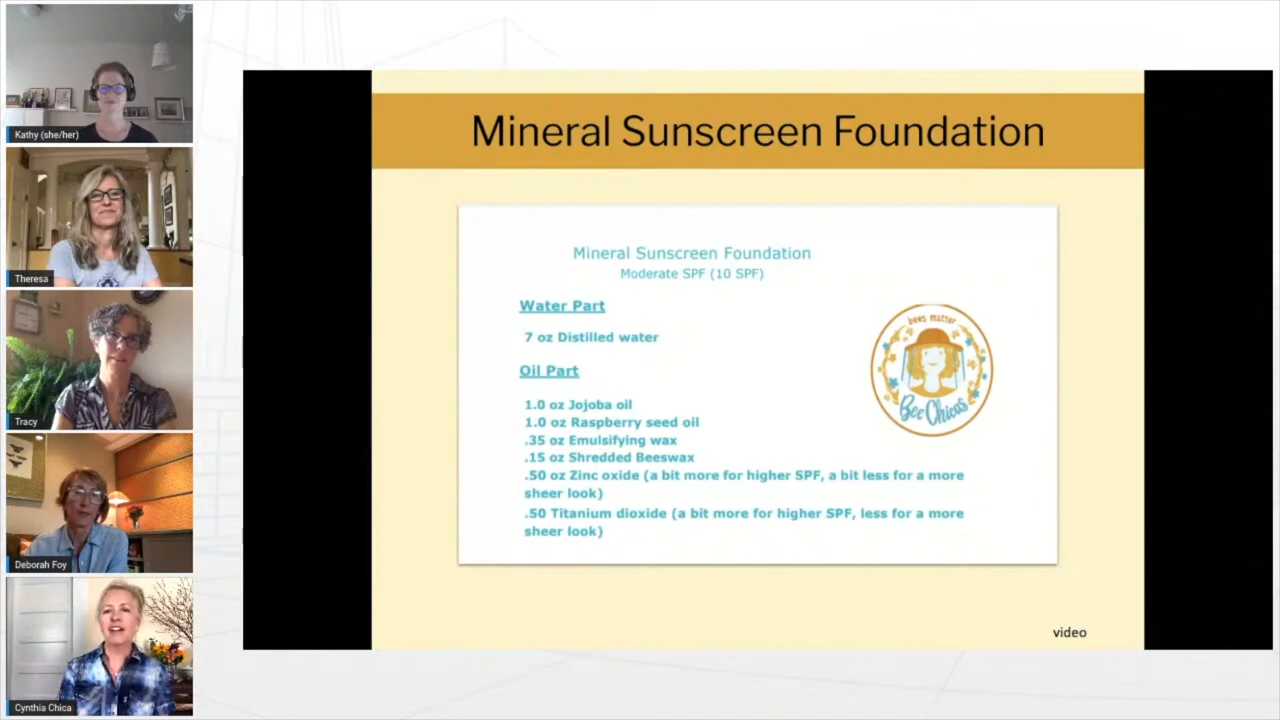 Kathy (she/her)
Theresa
Tracy
Deborah Foy
Cynthia Chica
Mineral Sunscreen Foundation
Mineral Sunscreen Foundation
Moderate SPF (10 SPF)
Water Part
7 oz Distilled water
Oil Part
1.0 oz Jojoba oil
1.0 oz Raspberry seed oil
.35 oz Emulsifying wax
.15 oz Shredded Beeswax
.50 oz Zinc oxide (a bit more for higher SPF, a bit less for a more
sheer look)
.50 Titanium dioxide (a bit more for higher SPF, less for a more
sheer look)
bees matter
Bee Chicas
video